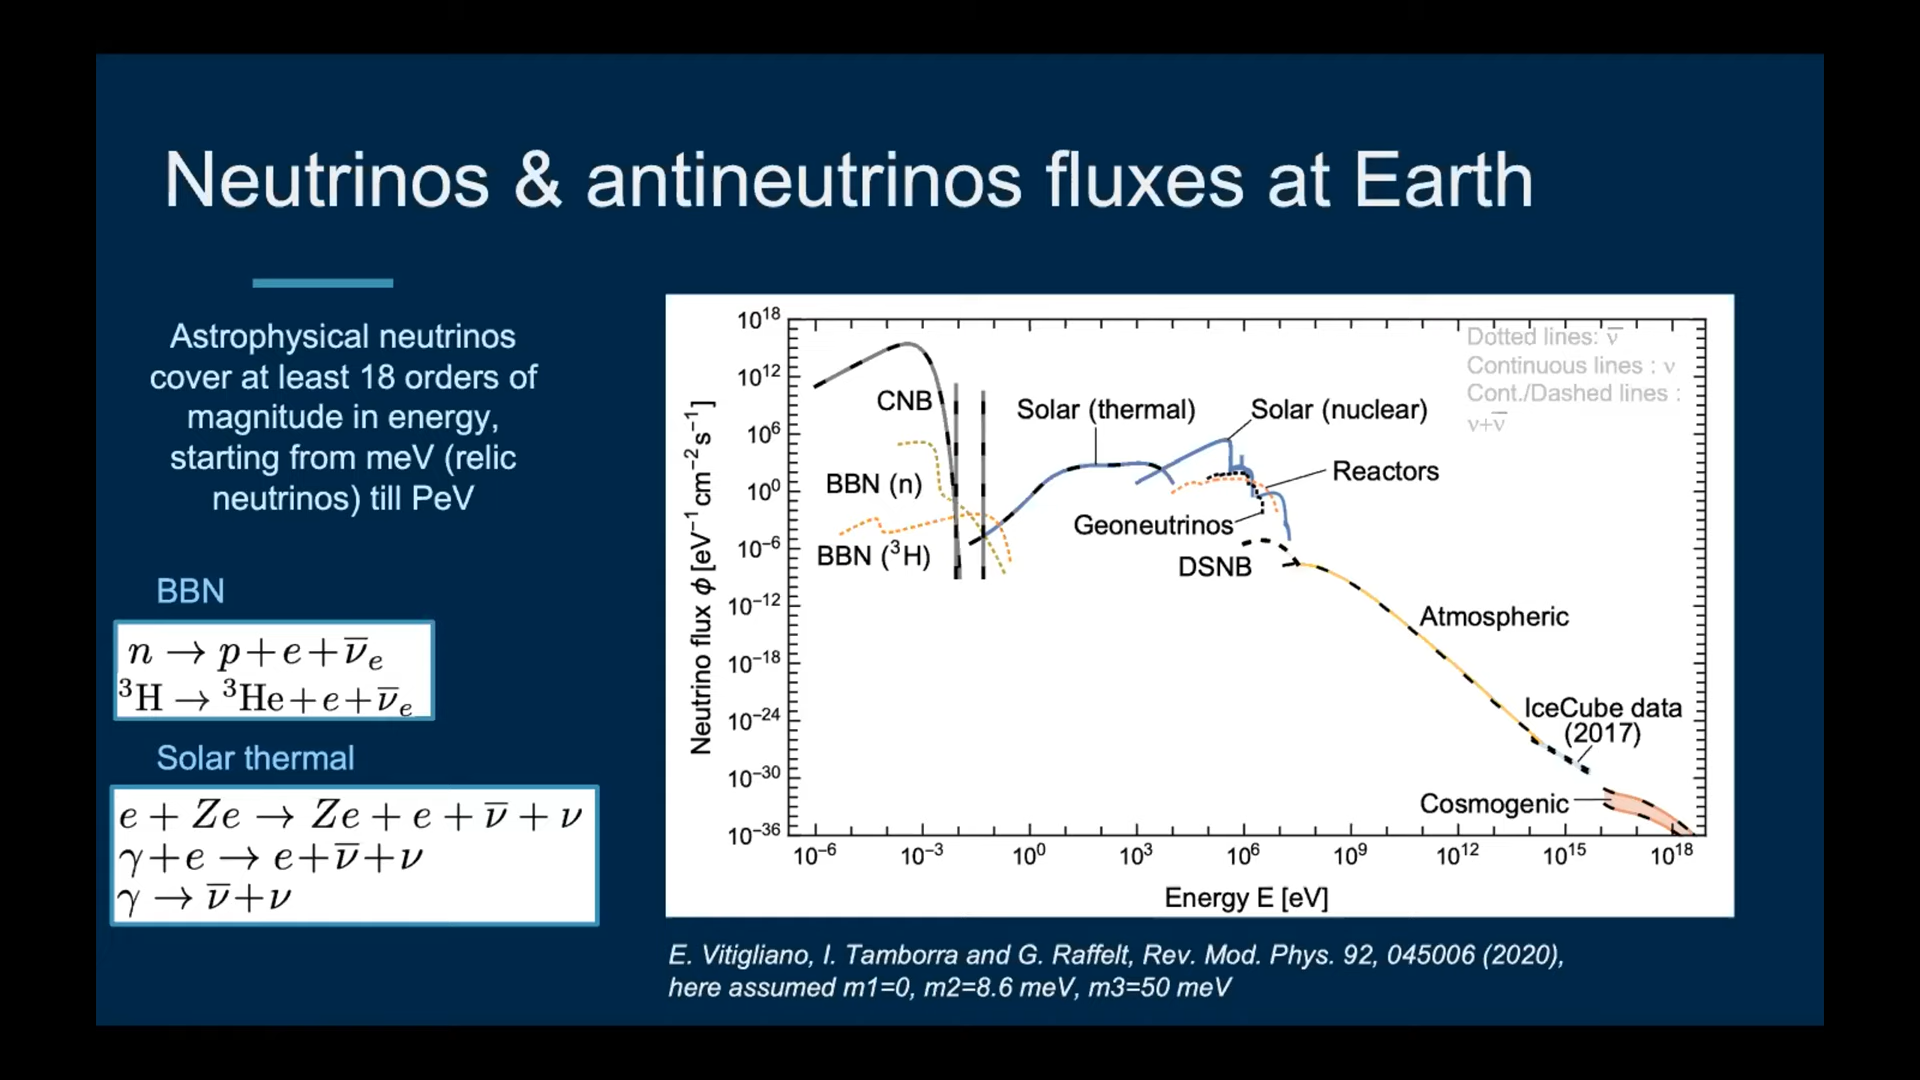 Neutrinos & antineutrinos fluxes at Earth
Astrophysical neutrinos
cover at least 18 orders of
magnitude in energy,
starting from meV (relic
neutrinos) till PeV
BBN
n → p+e+ν̅ₑ
³H → ³He+e+ν̅ₑ
Solar thermal
e + Ze → Ze + e + ν̅ + ν
γ+e → e+ν̅+ν
γ → ν̅+ν
Neutrino flux ϕ [eV⁻¹cm⁻²s⁻¹]
10¹⁸
10¹²
10⁶
10⁰
10⁻⁶
10⁻¹²
10⁻¹⁸
10⁻²⁴
10⁻³⁰
10⁻³⁶
Dotted lines: ν̅
Continuous lines : ν
Cont./Dashed lines :
ν+ν̅
CNB
Solar (thermal)
Solar (nuclear)
BBN (n)
Reactors
Geoneutrinos
BBN (³H)
DSNB
Atmospheric
IceCube data
(2017)
Cosmogenic
10⁻⁶ 10⁻³ 10⁰ 10³ 10⁶ 10⁹ 10¹² 10¹⁵ 10¹⁸
Energy E [eV]
E. Vitigliano, I. Tamborra and G. Raffelt, Rev. Mod. Phys. 92, 045006 (2020),
here assumed m1=0, m2=8.6 meV, m3=50 meV